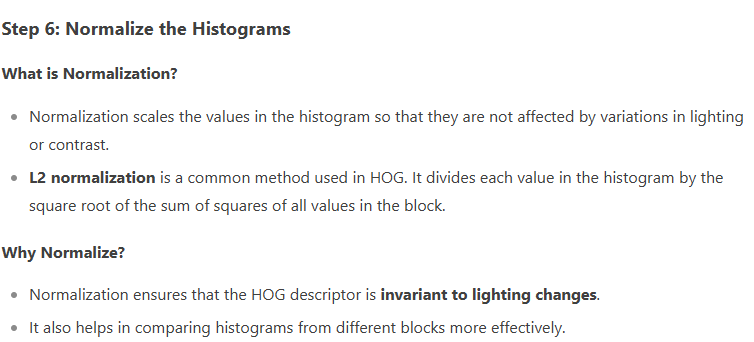 Step 6: Normalize the Histograms
What is Normalization?
• Normalization scales the values in the histogram so that they are not affected by variations in lighting
or contrast.
• L2 normalization is a common method used in HOG. It divides each value in the histogram by the
square root of the sum of squares of all values in the block.
Why Normalize?
• Normalization ensures that the HOG descriptor is invariant to lighting changes.
• It also helps in comparing histograms from different blocks more effectively.